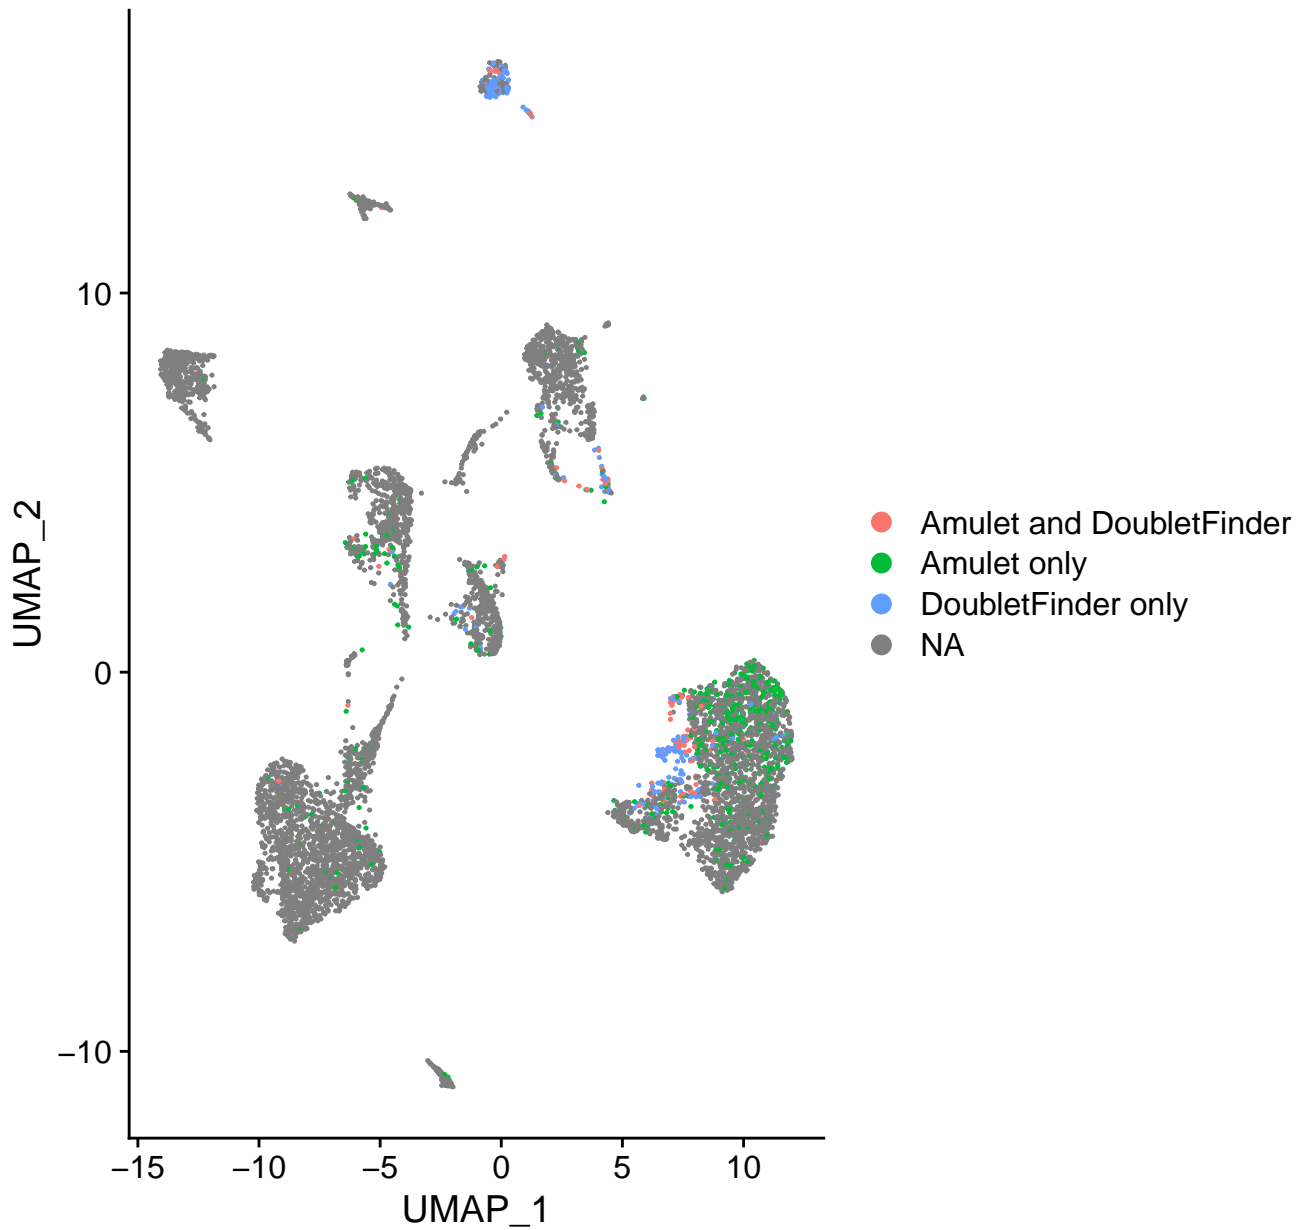 10
0
−10
UMAP_2
−15
−10
−5
0
5
10
UMAP_1
Amulet and DoubletFinder
Amulet only
DoubletFinder only
NA